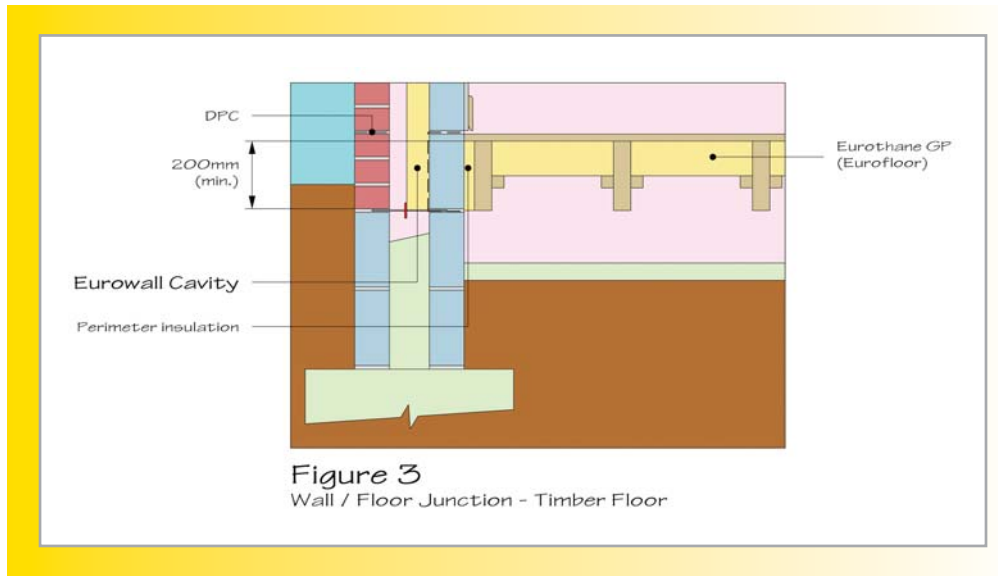 DPC
200mm
(min.)
Eurothane GP
(Eurofloor)
Eurowall Cavity
Perimeter insulation
Figure 3
Wall / Floor Junction - Timber Floor